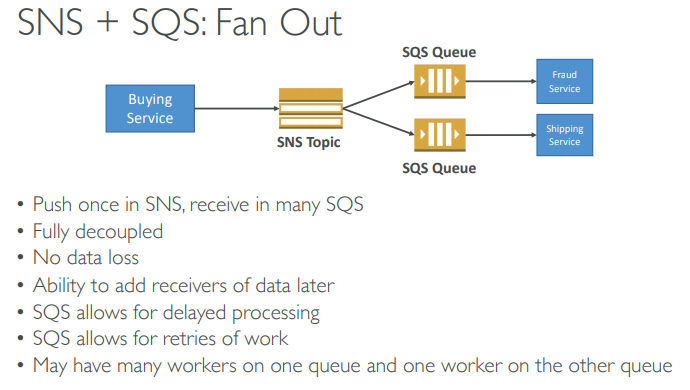 SNS + SQS: Fan Out
SQS Queue
Buying
Service
Fraud
Service
SNS Topic
Shipping
Service
SQS Queue
• Push once in SNS, receive in many SQS
• Fully decoupled
• No data loss
• Ability to add receivers of data later
• SQS allows for delayed processing
• SQS allows for retries of work
• May have many workers on one queue and one worker on the other queue